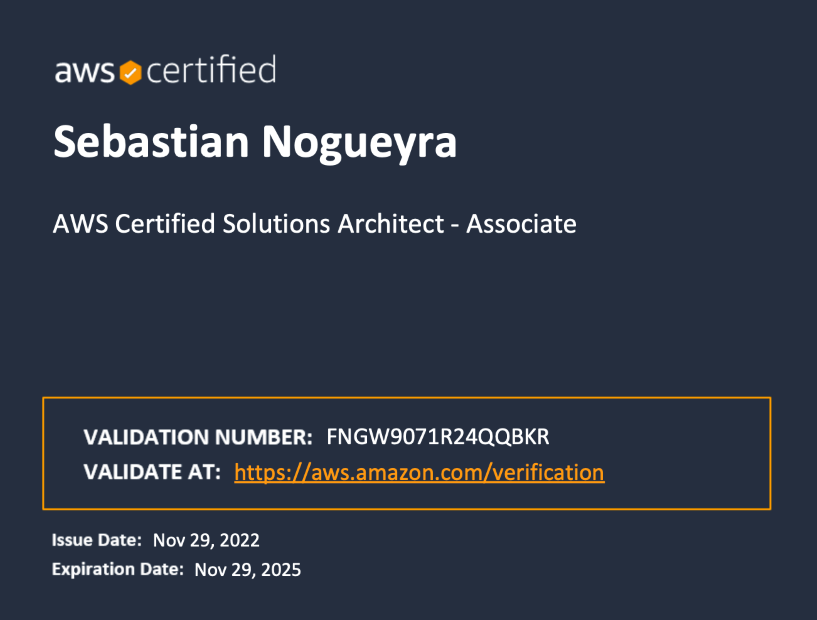 aws certified
Sebastian Nogueyra
AWS Certified Solutions Architect - Associate
VALIDATION NUMBER: FNGW9071R24QQBKR
VALIDATE AT: https://aws.amazon.com/verification
Issue Date: Nov 29, 2022
Expiration Date: Nov 29, 2025